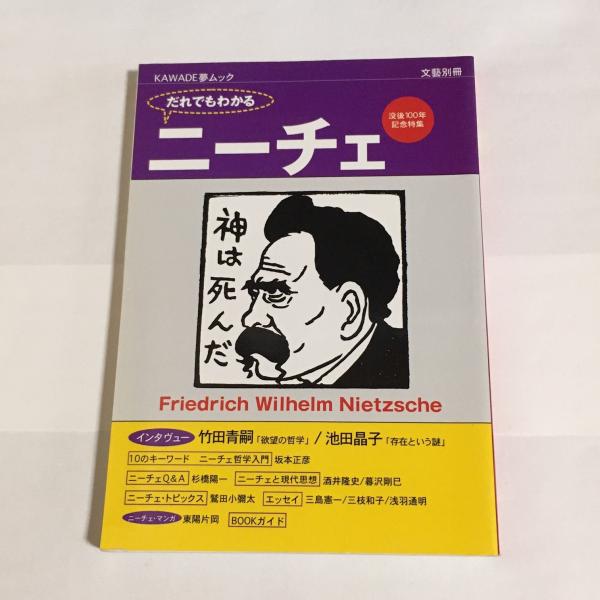 KAWADE夢ムック
文藝別冊
だれでもわかる
ニーチェ
没後100年
記念特集
神は
死んだ
Friedrich Wilhelm Nietzsche
インタヴュー 竹田青嗣「欲望の哲学」/池田晶子「存在という謎」
10のキーワード ニーチェ哲学入門 坂本正彦
ニーチェQ&A 杉橋陽一 ニーチェと現代思想 酒井隆史/暮沢剛巳
ニーチェ・トピックス 鷲田小彌太 エッセイ 三島憲一/三枝和子/浅羽通明
ニーチェ・マンガ 東陽片岡 BOOKガイド